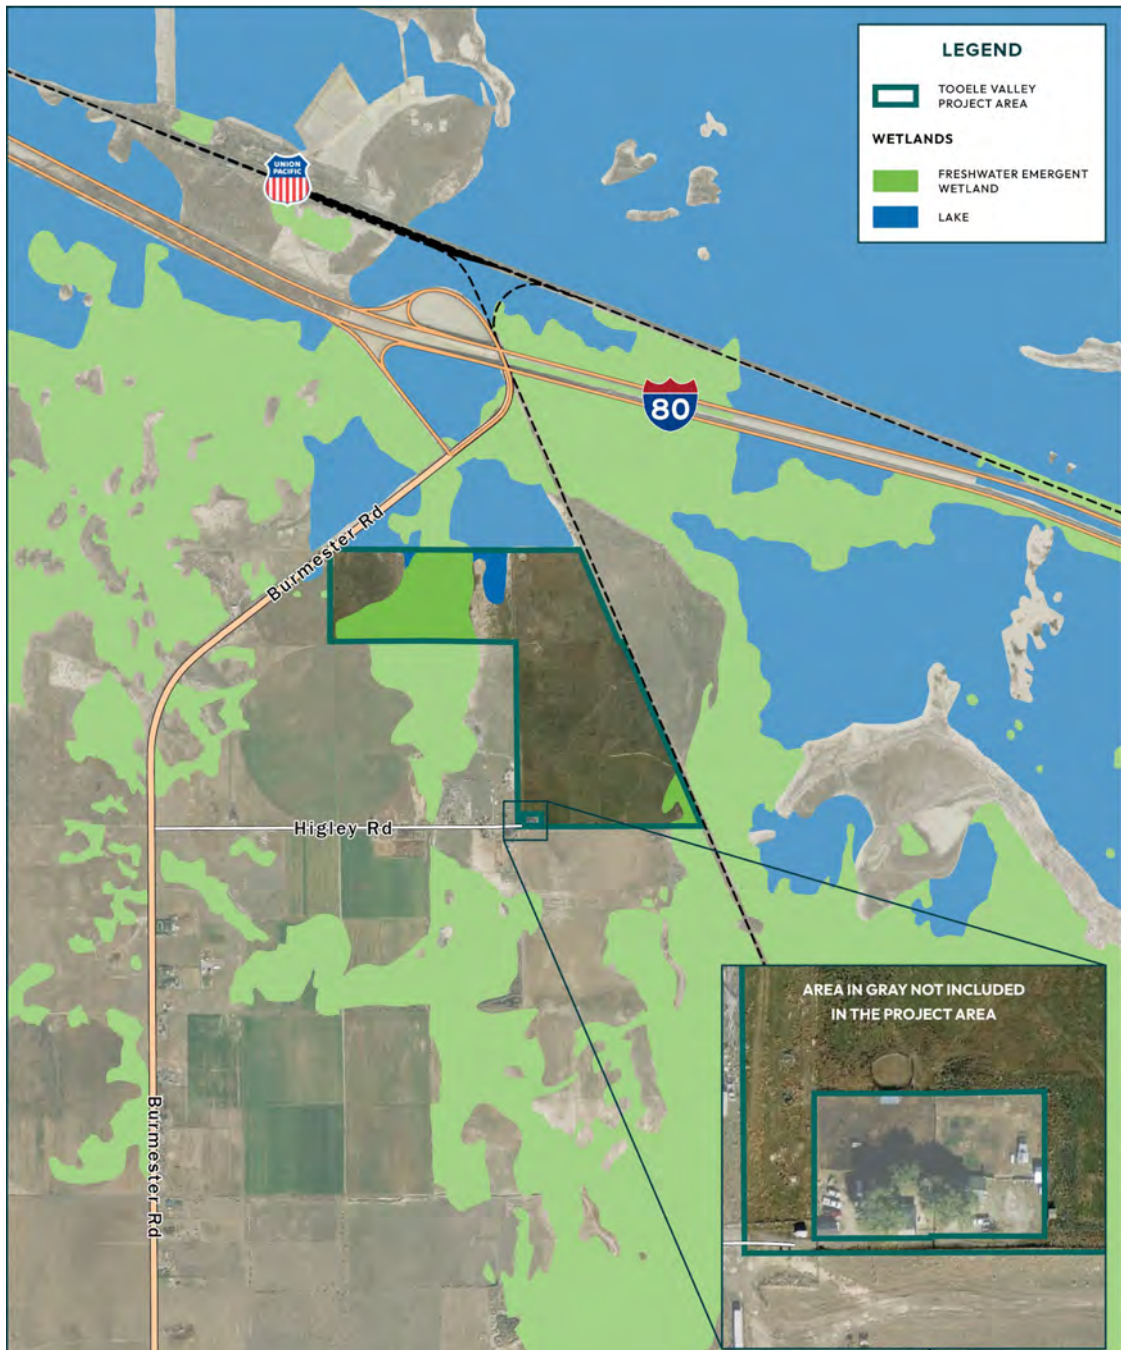 LEGEND
TOOELE VALLEY
PROJECT AREA
WETLANDS
FRESHWATER EMERGENT
WETLAND
LAKE
UNION
PACIFIC
80
Burmester Rd
Higley Rd
Burmester Rd
AREA IN GRAY NOT INCLUDED
IN THE PROJECT AREA